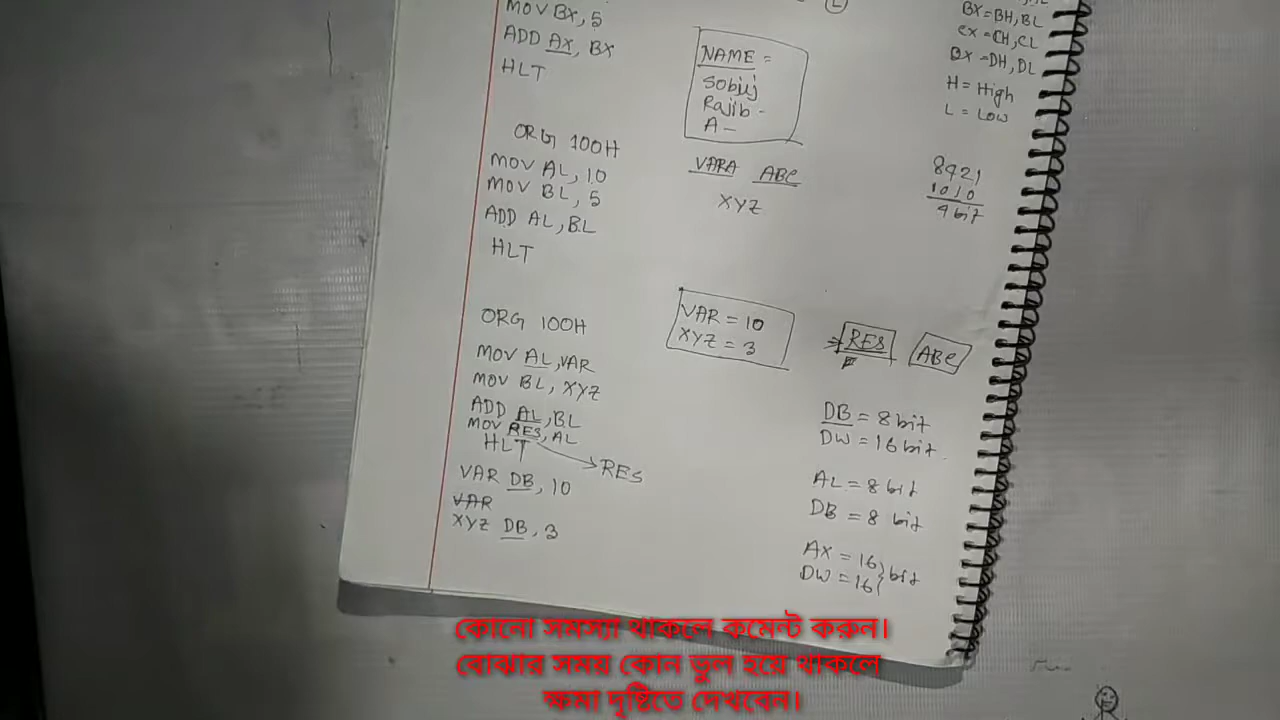 MOV BX, 5
ADD AX, BX
HLT
ORG 100H
MOV AL, 10
MOV BL, 5
ADD AL, BL
HLT
ORG 100H
MOV AL, VAR
MOV BL, XYZ
ADD AL, BL
MOV RES, AL
HLT
RES
VAR DB, 10
VAR
XYZ DB, 3
NAME =
Sobuj
Rajib -
A -
VARA ABC
XYZ
VAR = 10
XYZ = 3
RES ABC
L
BX = BH, BL
CX = CH, CL
BX = DH, DL
H = High
L = Low
8421
1010
4 bit
DB = 8 bit
DW = 16 bit.
AL = 8 bit
DB = 8 bit
AX = 16 } bit
DW = 16
কোনো সমস্যা থাকলে কমেন্ট করুন।
বোঝার সময় কোন ভুল হয়ে থাকলে
ক্ষমা দৃষ্টিতে দেখবেন।